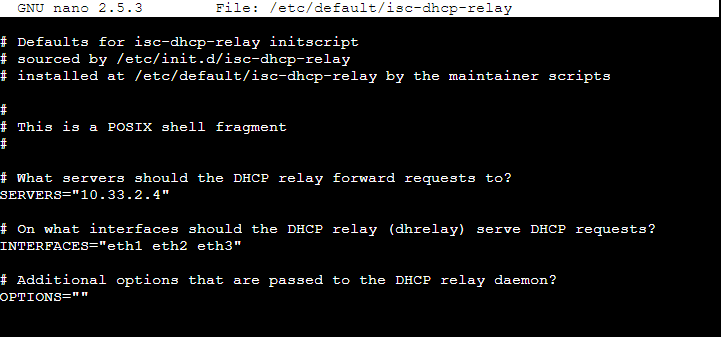 GNU nano 2.5.3 File: /etc/default/isc-dhcp-relay
# Defaults for isc-dhcp-relay initscript
# sourced by /etc/init.d/isc-dhcp-relay
# installed at /etc/default/isc-dhcp-relay by the maintainer scripts
#
# This is a POSIX shell fragment
#
# What servers should the DHCP relay forward requests to?
SERVERS="10.33.2.4"
# On what interfaces should the DHCP relay (dhrelay) serve DHCP requests?
INTERFACES="eth1 eth2 eth3"
# Additional options that are passed to the DHCP relay daemon?
OPTIONS=""